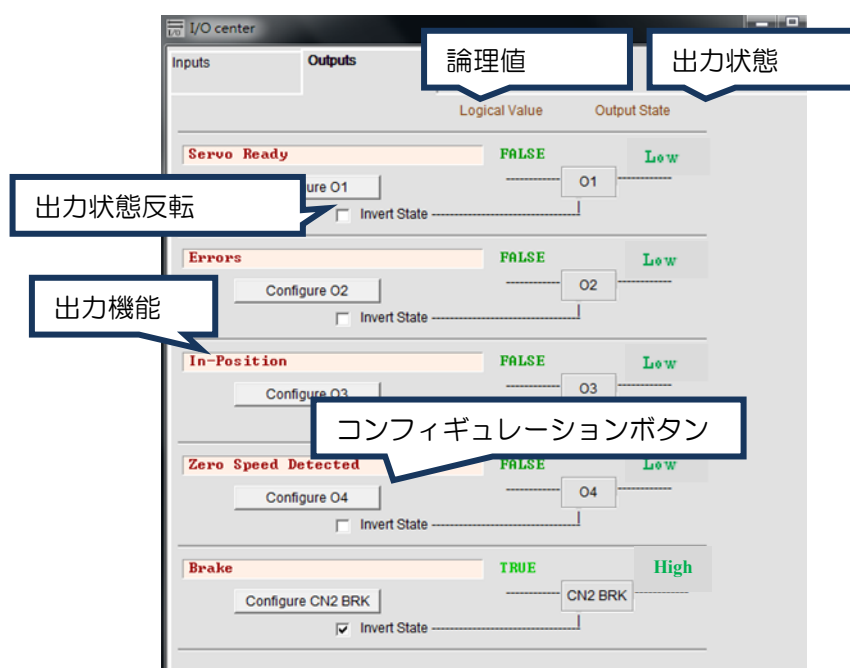 I/O center
論理値
出力状態
Inputs
Outputs
Logical Value
Output State
Servo Ready
FALSE
Low
O1
出力状態反転
Invert State
Errors
FALSE
Low
Configure O2
O2
出力機能
Invert State
In-Position
FALSE
Low
Configure O3
O3
コンフィギュレーションボタン
Zero Speed Detected
FALSE
Low
Configure O4
O4
Invert State
Brake
TRUE
High
Configure CN2 BRK
CN2 BRK
Invert State